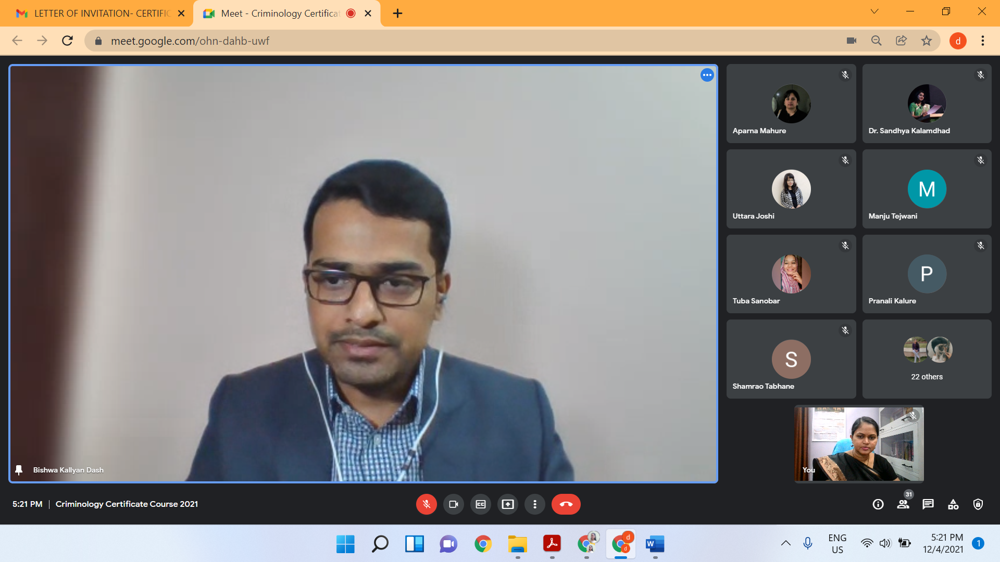 LETTER OF INVITATION- CERTIFIC
Meet - Criminology Certificat
meet.google.com/ohn-dahb-uwf
d
Aparna Mahure
Dr. Sandhya Kalamdhad
Uttara Joshi
M
Manju Tejwani
Tuba Sanobar
P
Pranali Kalure
S
Shamrao Tabhane
22 others
Bishwa Kallyan Dash
You
5:21 PM | Criminology Certificate Course 2021
CC
31
d
d
W
ENG
US
5:21 PM
12/4/2021
1